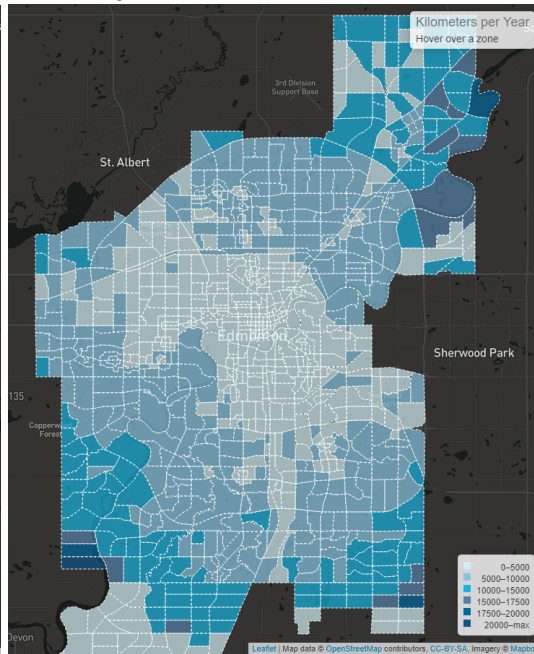 Kilometers per Year
Hover over a zone
3rd Division
Support Base
St. Albert
Edmonton
Sherwood Park
135
Forest
0–5000
5000–10000
10000–15000
15000–17500
17500–20000
20000–max
Devon
Leaflet | Map data © OpenStreetMap contributors, CC-BY-SA, Imagery © Mapbo